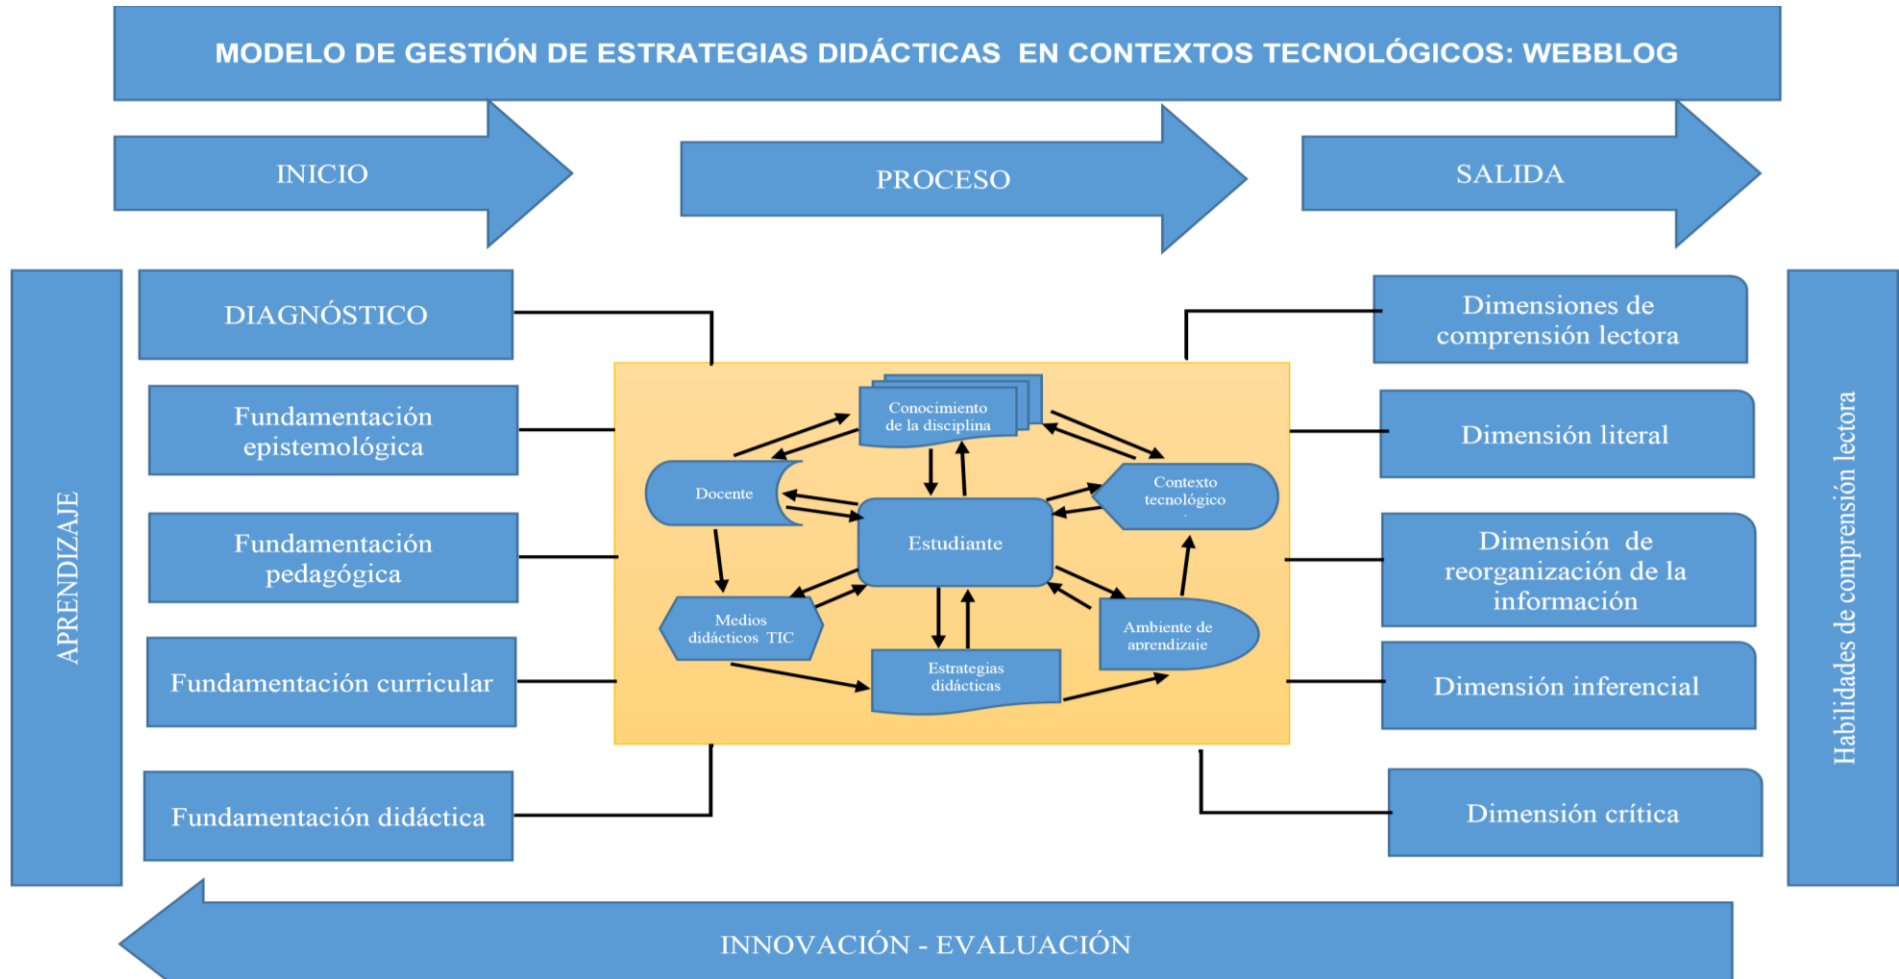 MODELO DE GESTIÓN DE ESTRATEGIAS DIDÁCTICAS EN CONTEXTOS TECNOLÓGICOS: WEBBLOG
INICIO
PROCESO
SALIDA
APRENDIZAJE
DIAGNÓSTICO
Fundamentación
epistemológica
Fundamentación
pedagógica
Fundamentación curricular
Fundamentación didáctica
Conocimiento
de la disciplina
Docente
Contexto
tecnológico
Estudiante
Medios
didácticos TIC
Ambiente de
aprendizaje
Estrategias
didácticas
Dimensiones de
comprensión lectora
Dimensión literal
Dimensión de
reorganización de la
información
Dimensión inferencial
Dimensión crítica
Habilidades de comprensión lectora
INNOVACIÓN - EVALUACIÓN